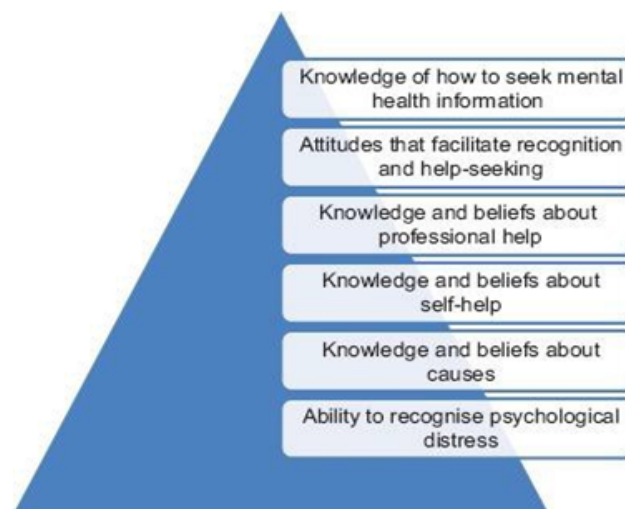 Knowledge of how to seek mental
health information
Attitudes that facilitate recognition
and help-seeking
Knowledge and beliefs about
professional help
Knowledge and beliefs about
self-help
Knowledge and beliefs about
causes
Ability to recognise psychological
distress